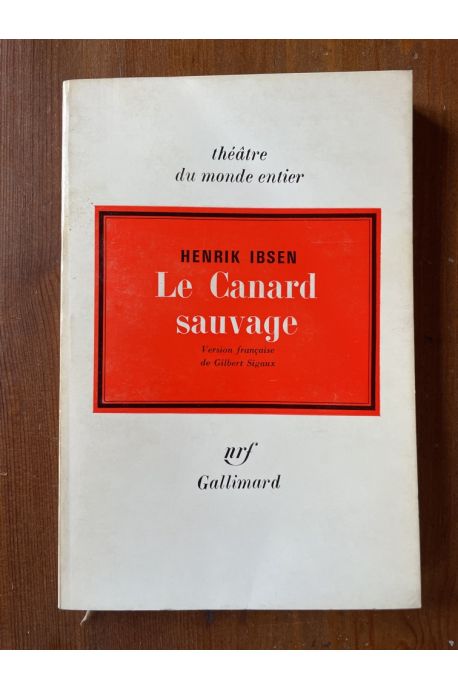 théâtre
du monde entier
HENRIK IBSEN
Le Canard
sauvage
Version française
de Gilbert Sigaux
nrf
Gallimard